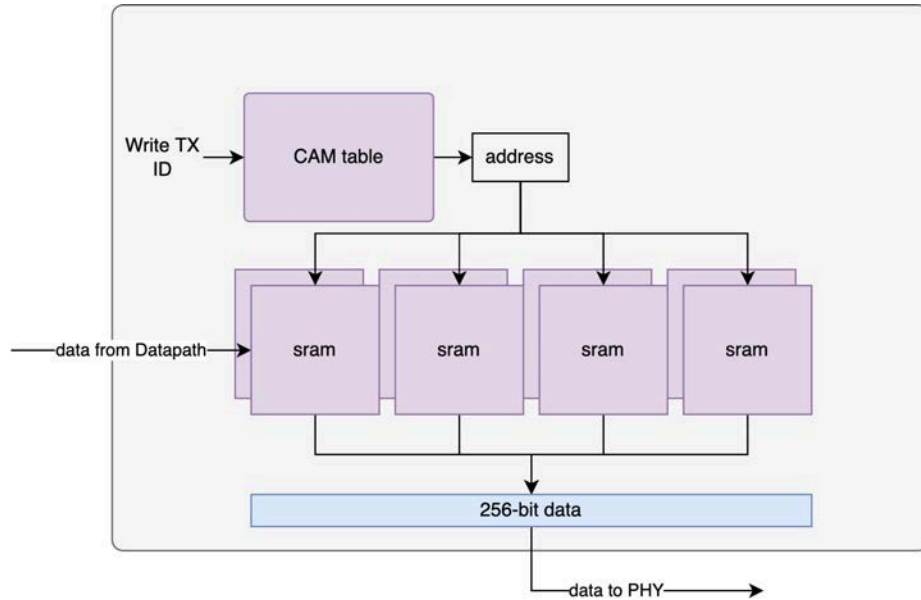 Write TX
ID
CAM table
address
data from Datapath
sram
sram
sram
sram
256-bit data
data to PHY